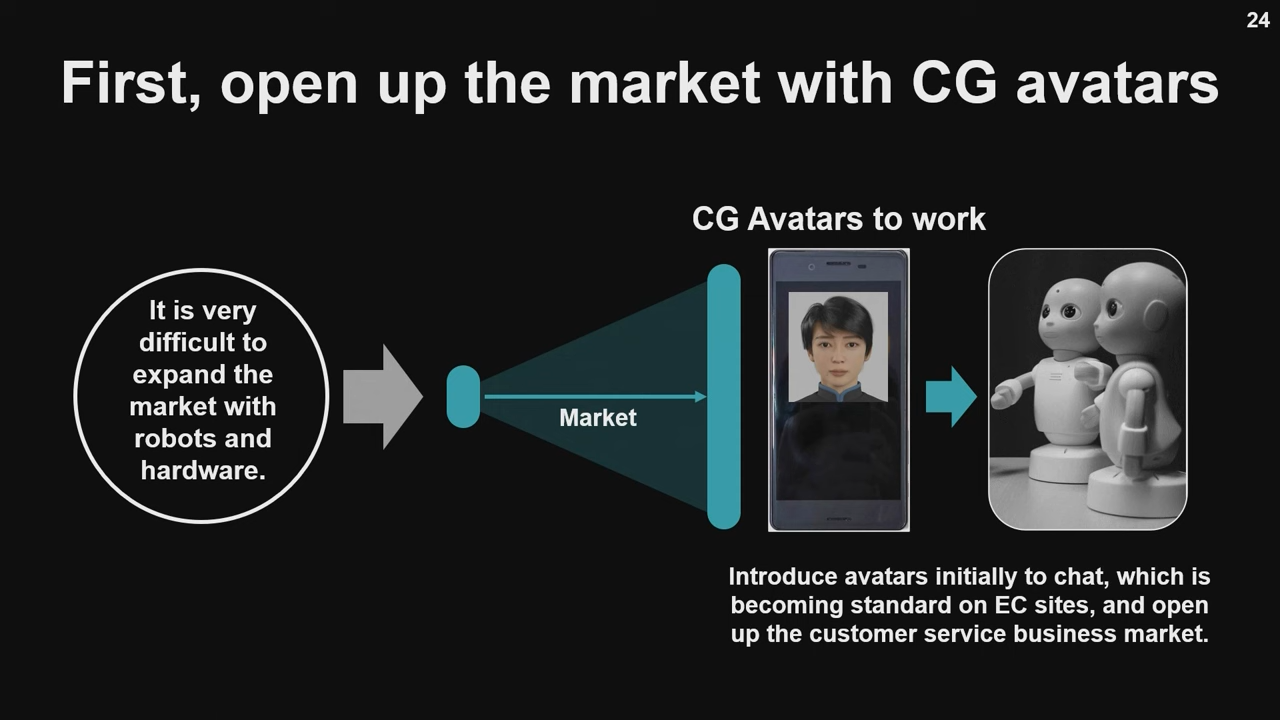 24
First, open up the market with CG avatars
CG Avatars to work
It is very
difficult to
expand the
market with
robots and
hardware.
Market
Introduce avatars initially to chat, which is
becoming standard on EC sites, and open
up the customer service business market.